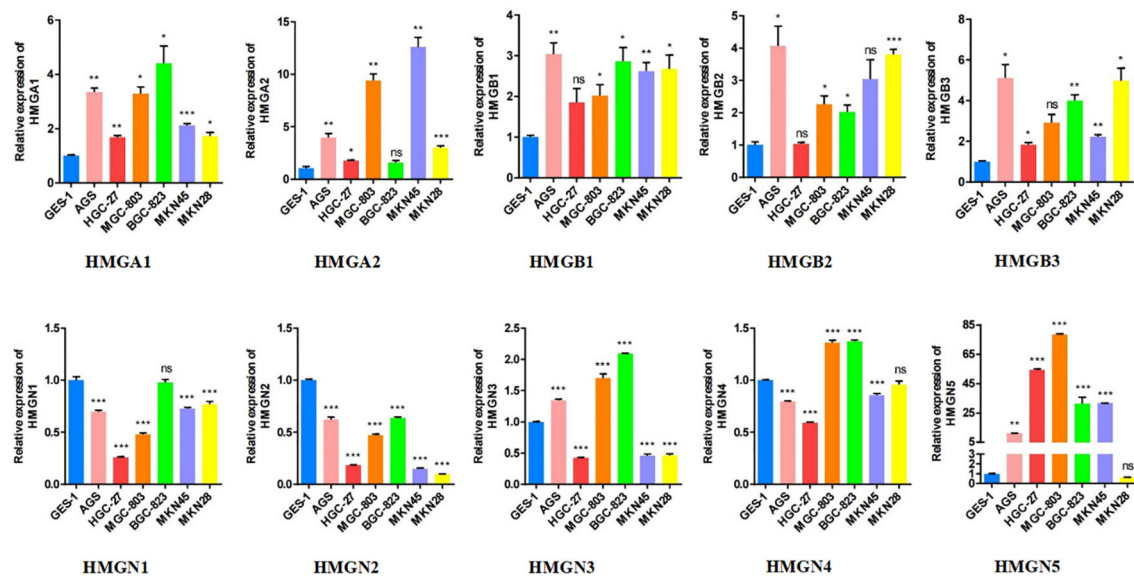 Relative expression of
HMGA1
6
4
2
0
**
**
*
*
***
*
GES-1
AGS
HGC-27
MGC-803
BGC-823
MKN45
MKN28
HMGA1
Relative expression of
HMGA2
15
10
5
0
**
*
**
ns
**
***
GES-1
AGS
HGC-27
MGC-803
BGC-823
MKN45
MKN28
HMGA2
Relative expression of
HMGB1
4
3
2
1
0
**
ns
*
*
**
*
GES-1
AGS
HGC-27
MGC-803
BGC-823
MKN45
MKN28
HMGB1
Relative expression of
HMGB2
5
4
3
2
1
0
*
ns
*
*
ns
***
GES-1
AGS
HGC-27
MGC-803
BGC-823
MKN45
MKN28
HMGB2
Relative expression of
HMGB3
8
6
4
2
0
*
*
ns
**
**
*
GES-1
AGS
HGC-27
MGC-803
BGC-823
MKN45
MKN28
HMGB3
Relative expression of
HMGN1
1.5
1.0
0.5
0.0
***
***
***
ns
***
***
GES-1
AGS
HGC-27
MGC-803
BGC-823
MKN45
MKN28
HMGN1
Relative expression of
HMGN2
1.5
1.0
0.5
0.0
***
***
***
***
***
***
GES-1
AGS
HGC-27
MGC-803
BGC-823
MKN45
MKN28
HMGN2
Relative expression of
HMGN3
2.5
2.0
1.5
1.0
0.5
0.0
***
***
***
***
***
***
GES-1
AGS
HGC-27
MGC-803
BGC-823
MKN45
MKN28
HMGN3
Relative expression of
HMGN4
1.5
1.0
0.5
0.0
***
***
***
***
***
ns
GES-1
AGS
HGC-27
MGC-803
BGC-823
MKN45
MKN28
HMGN4
Relative expression of
HMGN5
85
65
45
25
5
3
2
1
0
**
***
***
***
***
ns
GES-1
AGS
HGC-27
MGC-803
BGC-823
MKN45
MKN28
HMGN5